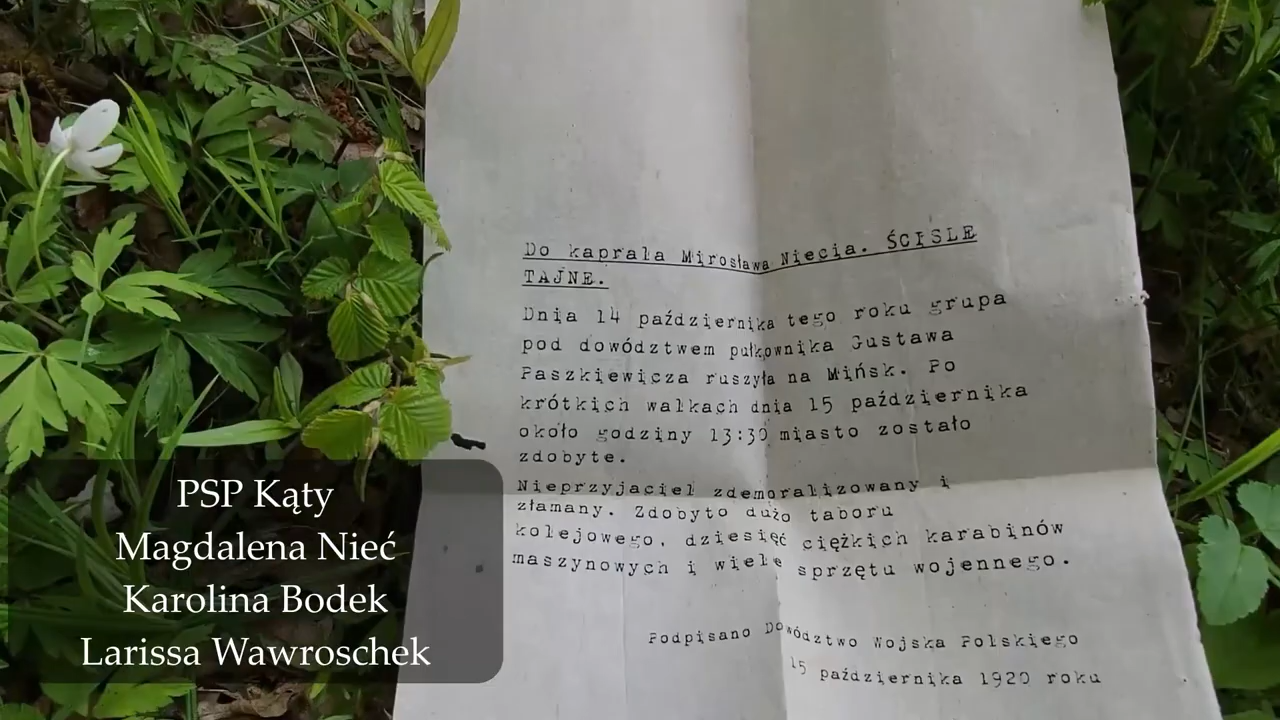 Do kaprala Mirosława Niecia. ŚCISLE
TAJNE.
Dnia 14 października tego roku grupa
pod dowództwem pułkownika Gustawa
Paszkiewicza ruszyła na Mińsk. Po
krótkich walkach dnia 15 października
około godziny 13:30 miasto zostało
zdobyte.
Nieprzyjaciel zdemoralizowany i
złamany. Zdobyto dużo taboru
kolejowego, dziesięć ciężkich karabinów
maszynowych i wiele sprzętu wojennego.
Podpisano Dowództwo Wojska Polskiego
15 października 1920 roku
PSP Kąty
Magdalena Nieć
Karolina Bodek
Larissa Wawroschek